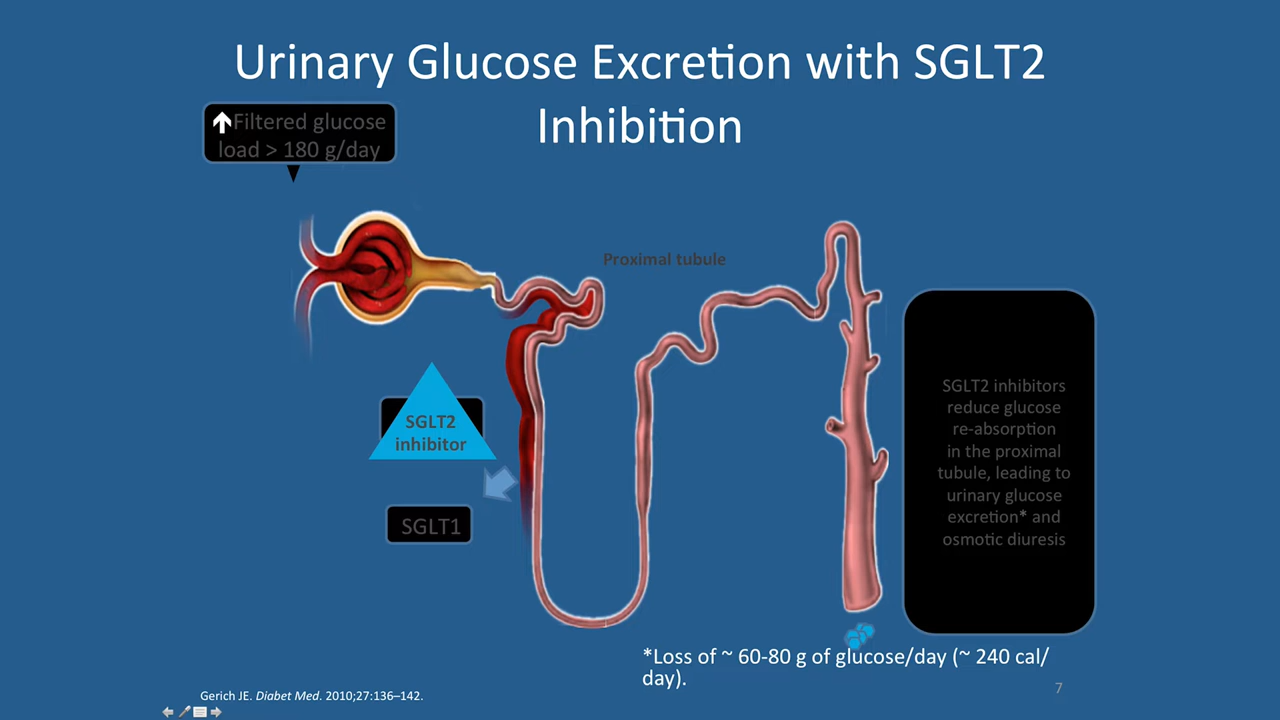 Urinary Glucose Excretion with SGLT2
Inhibition
Filtered glucose
load > 180 g/day
Proximal tubule
SGLT2
inhibitor
SGLT1
SGLT2 inhibitors
reduce glucose
re-absorption
in the proximal
tubule, leading to
urinary glucose
excretion* and
osmotic diuresis
*Loss of ~ 60-80 g of glucose/day (~ 240 cal/
day).
Gerich JE. Diabet Med. 2010;27:136–142.
7